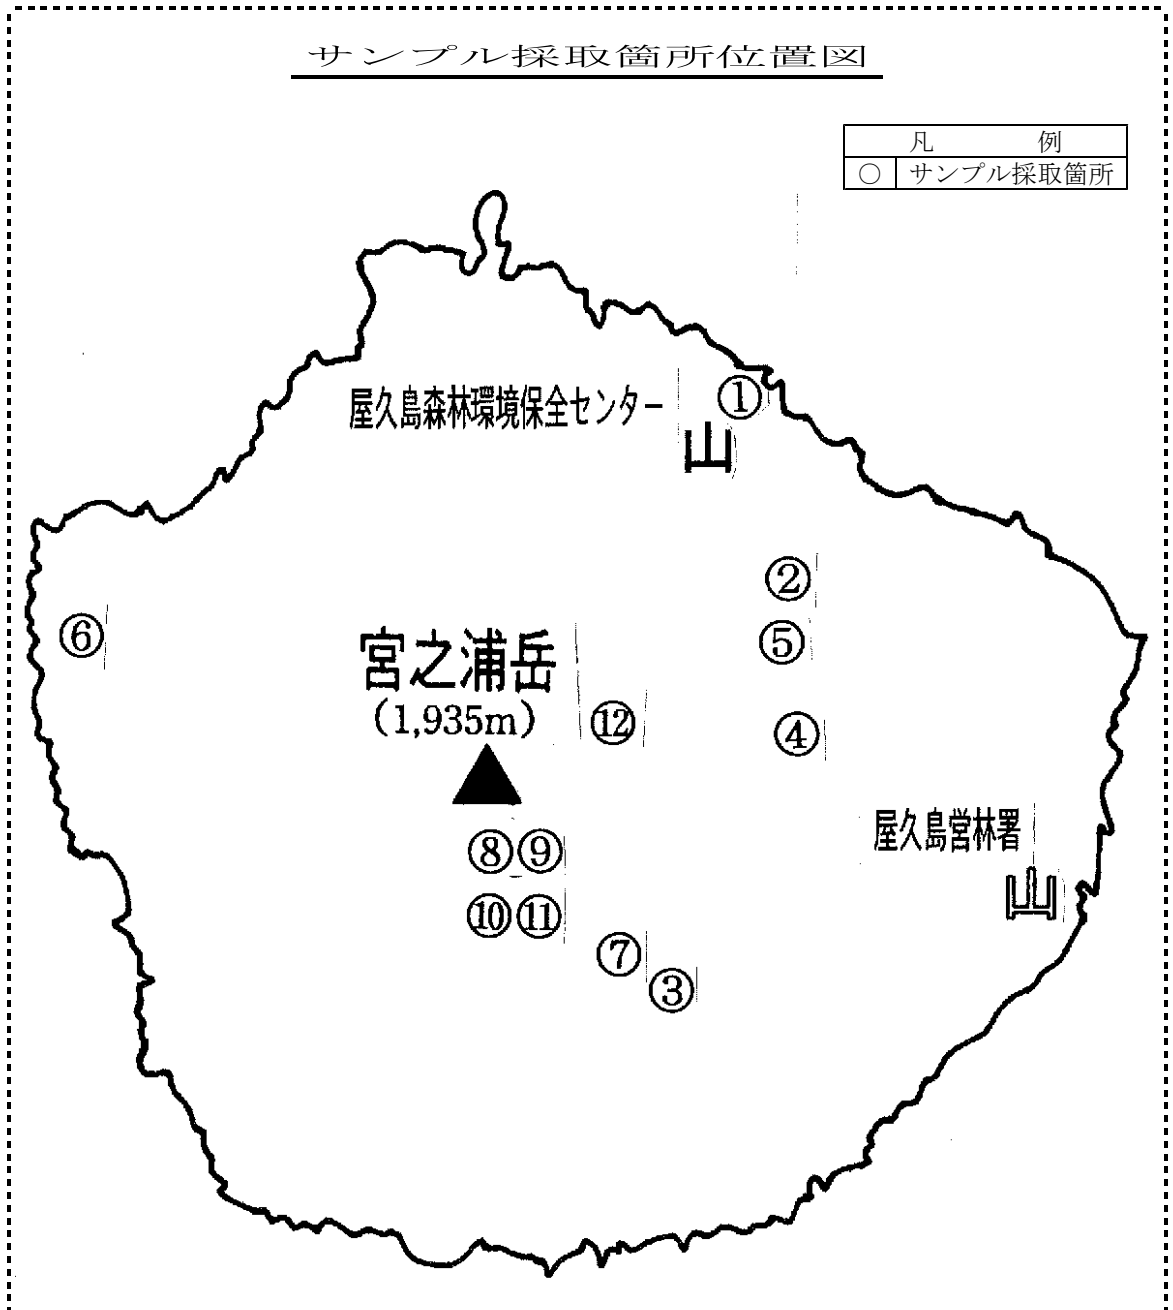 サンプル採取箇所位置図
凡 例
○ サンプル採取箇所
屋久島森林環境保全センター
①
山
②
⑥
⑤
宮之浦岳
(1,935m)
⑫
④
屋久島営林署
山
⑧⑨
⑩⑪
⑦
③